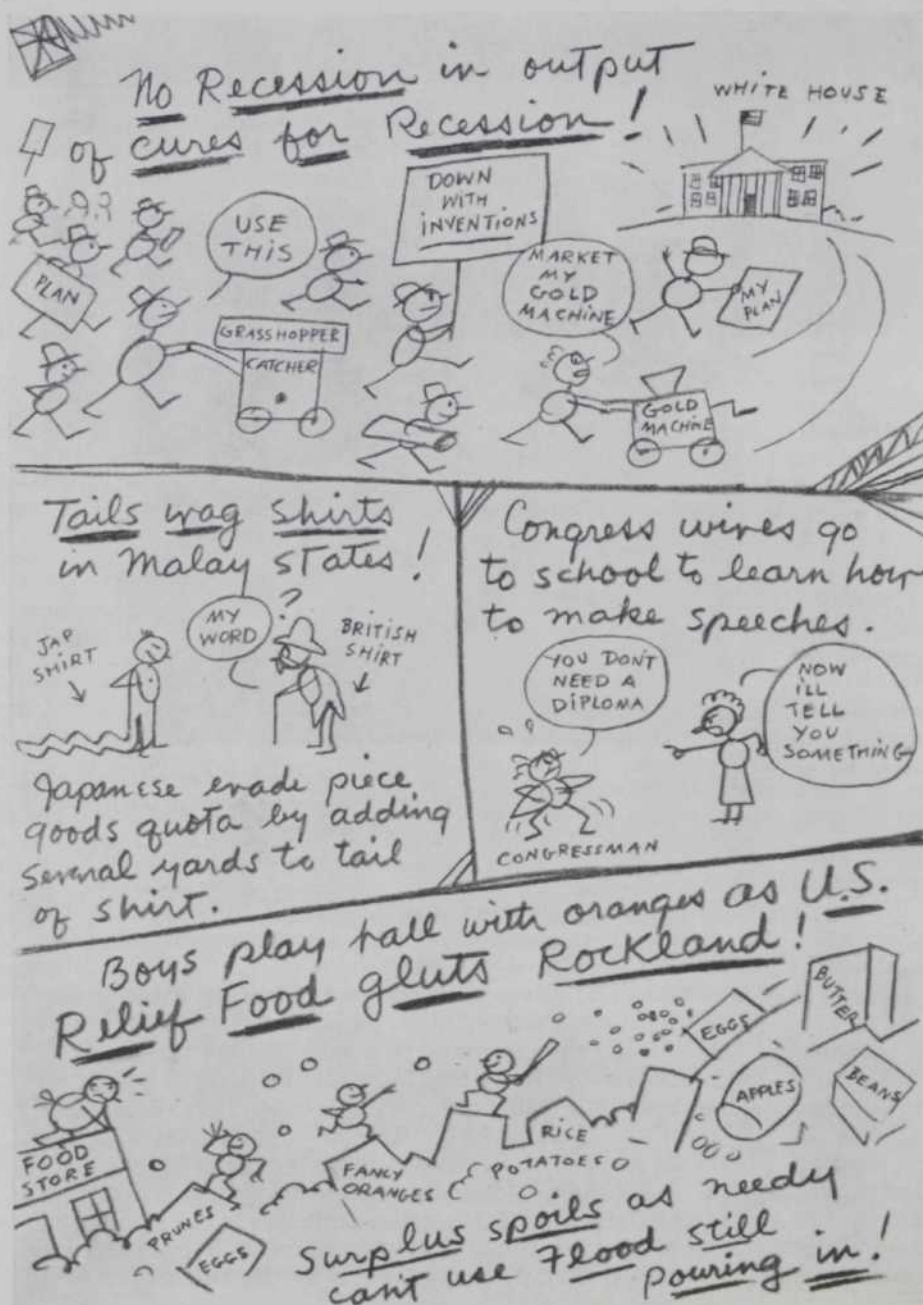 No Recession in output
of cures for Recession!
WHITE HOUSE
PLAN
USE
THIS
GRASSHOPPER
CATCHER
DOWN
WITH
INVENTIONS
MARKET
MY
GOLD
MACHINE
MY
PLAN
GOLD
MACHINE
Tails wag shirts
in Malay States!
JAP
SHIRT
MY
WORD
?
BRITISH
SHIRT
Japanese evade piece
goods quota by adding
several yards to tail
of shirt.
Congress wives go
to school to learn how
to make speeches.
YOU DON'T
NEED A
DIPLOMA
NOW
ILL
TELL
YOU
SOMETHING
CONGRESSMAN
Boys play ball with oranges as U.S.
Relief Food gluts Rockland!
EGGS
BUTTER
APPLES
BEANS
FOOD
STORE
PRUNES
EGGS
FANCY
ORANGES
RICE
POTATOES
Surplus spoils as needy
can't use Flood still
pouring in!